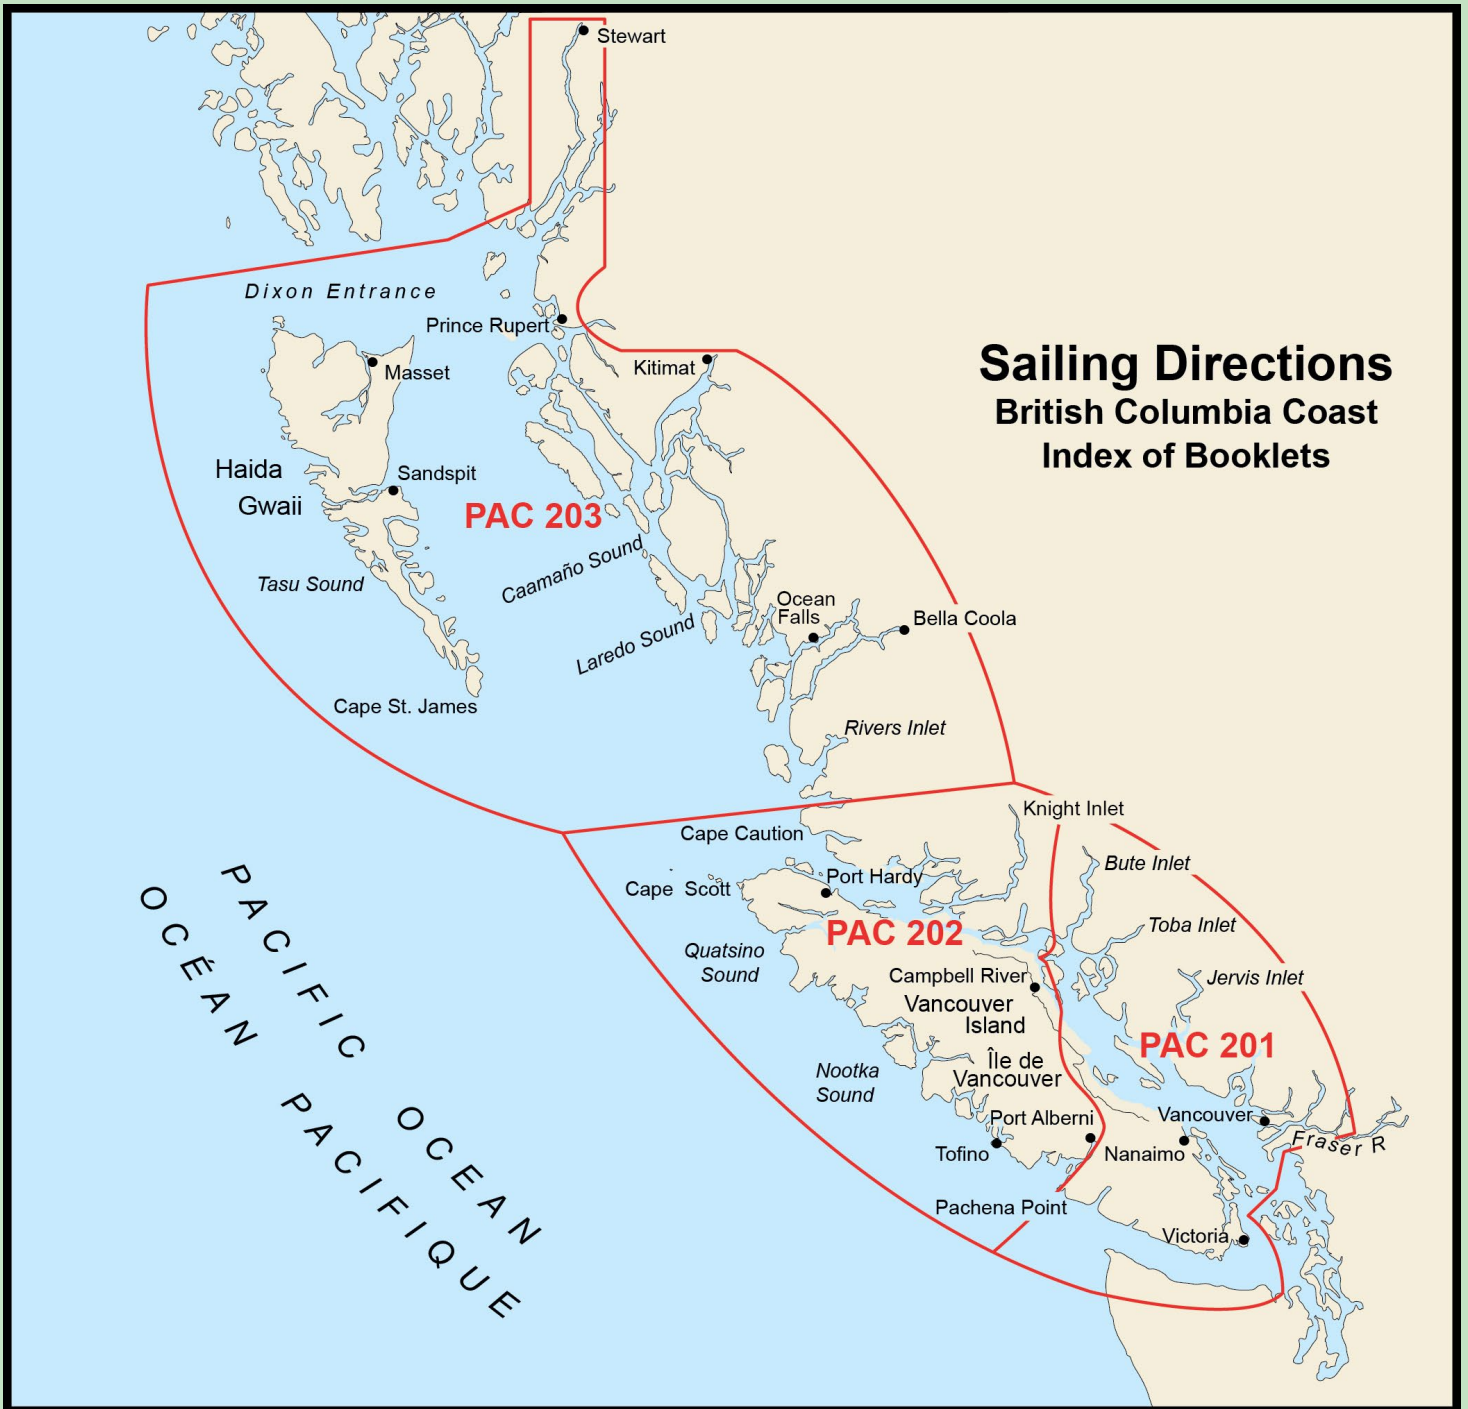 Stewart
Dixon Entrance
Prince Rupert
Kitimat
Masset
Sailing Directions
British Columbia Coast
Index of Booklets
Haida
Gwaii
Sandspit
PAC 203
Caamaño Sound
Tasu Sound
Ocean
Falls
Bella Coola
Laredo Sound
Cape St. James
Rivers Inlet
Knight Inlet
Cape Caution
Bute Inlet
Cape Scott
Port Hardy
Toba Inlet
PAC 202
Quatsino
Sound
Campbell River
Jervis Inlet
Vancouver
Island
PAC 201
Île de
Vancouver
Nootka
Sound
Port Alberni
Vancouver
Fraser R
Tofino
Nanaimo
Pachena Point
Victoria
PACIFIC OCEAN
OCÉAN PACIFIQUE